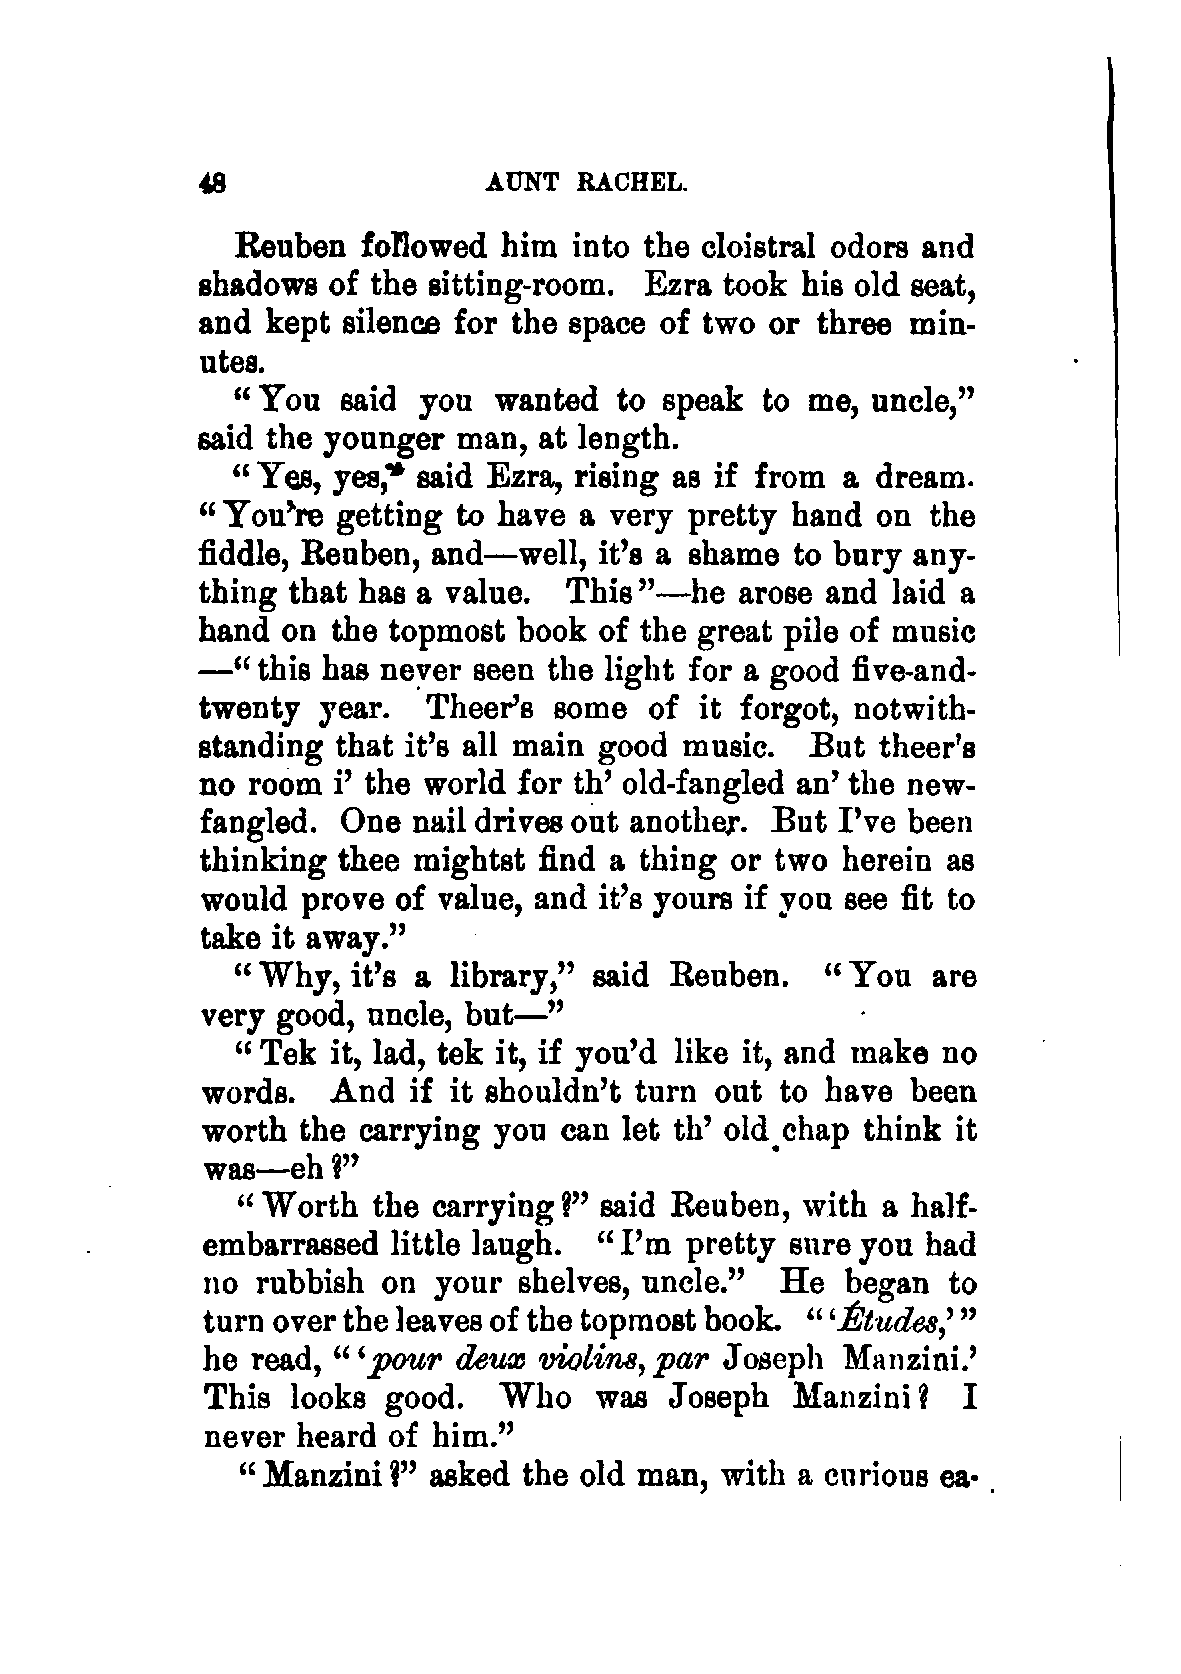 48 AUNT RACHEL.
Reuben followed him into the cloistral odors and
shadows of the sitting-room. Ezra took his old seat,
and kept silence for the space of two or three min-
utes.
“You said you wanted to speak to me, uncle,”
said the younger man, at length.
“Yes, yes,” said Ezra, rising as if from a dream.
“You’re getting to have a very pretty hand on the
fiddle, Reuben, and—well, it’s a shame to bury any-
thing that has a value. This”—he arose and laid a
hand on the topmost book of the great pile of music
—“this has never seen the light for a good five-and-
twenty year. Theer’s some of it forgot, notwith-
standing that it’s all main good music. But theer’s
no room i’ the world for th’ old-fangled an’ the new-
fangled. One nail drives out another. But I’ve been
thinking thee mightst find a thing or two herein as
would prove of value, and it’s yours if you see fit to
take it away.”
“Why, it’s a library,” said Reuben. “You are
very good, uncle, but—”
“Tek it, lad, tek it, if you’d like it, and make no
words. And if it shouldn’t turn out to have been
worth the carrying you can let th’ old chap think it
was—eh?”
“Worth the carrying?” said Reuben, with a half-
embarrassed little laugh. “I’m pretty sure you had
no rubbish on your shelves, uncle.” He began to
turn over the leaves of the topmost book. “‘Études,’”
he read, “‘pour deux violins, par Joseph Manzini.’
This looks good. Who was Joseph Manzini? I
never heard of him.”
“Manzini?” asked the old man, with a curious ea-